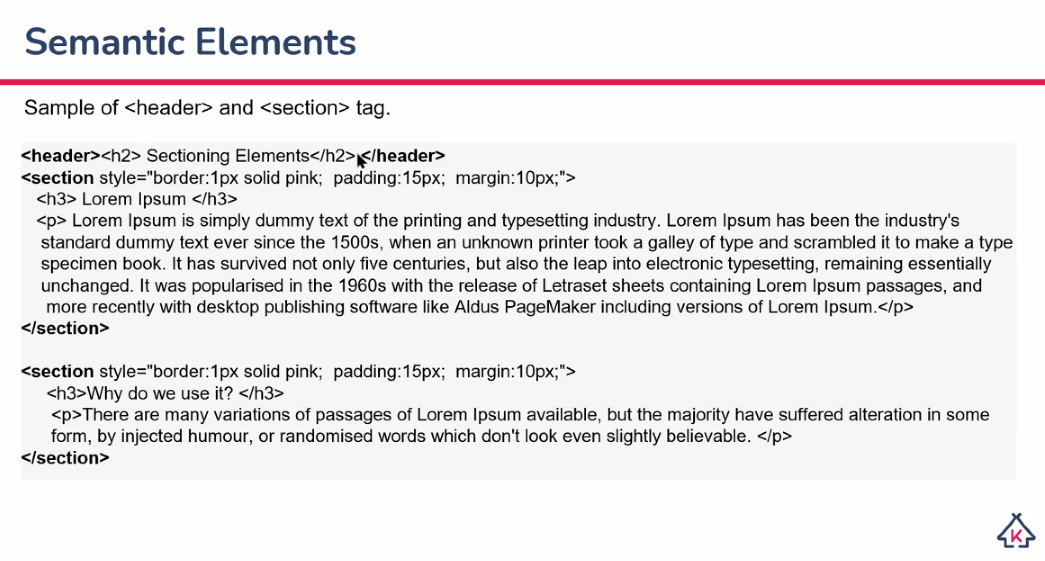 Semantic Elements
Sample of <header> and <section> tag.
<header><h2> Sectioning Elements</h2> </header>
<section style="border:1px solid pink;  padding:15px;  margin:10px;">
<h3> Lorem Ipsum </h3>
<p> Lorem Ipsum is simply dummy text of the printing and typesetting industry. Lorem Ipsum has been the industry's
standard dummy text ever since the 1500s, when an unknown printer took a galley of type and scrambled it to make a type
specimen book. It has survived not only five centuries, but also the leap into electronic typesetting, remaining essentially
unchanged. It was popularised in the 1960s with the release of Letraset sheets containing Lorem Ipsum passages, and
more recently with desktop publishing software like Aldus PageMaker including versions of Lorem Ipsum.</p>
</section>
<section style="border:1px solid pink;  padding:15px;  margin:10px;">
<h3>Why do we use it? </h3>
<p>There are many variations of passages of Lorem Ipsum available, but the majority have suffered alteration in some
form, by injected humour, or randomised words which don't look even slightly believable. </p>
</section>
K